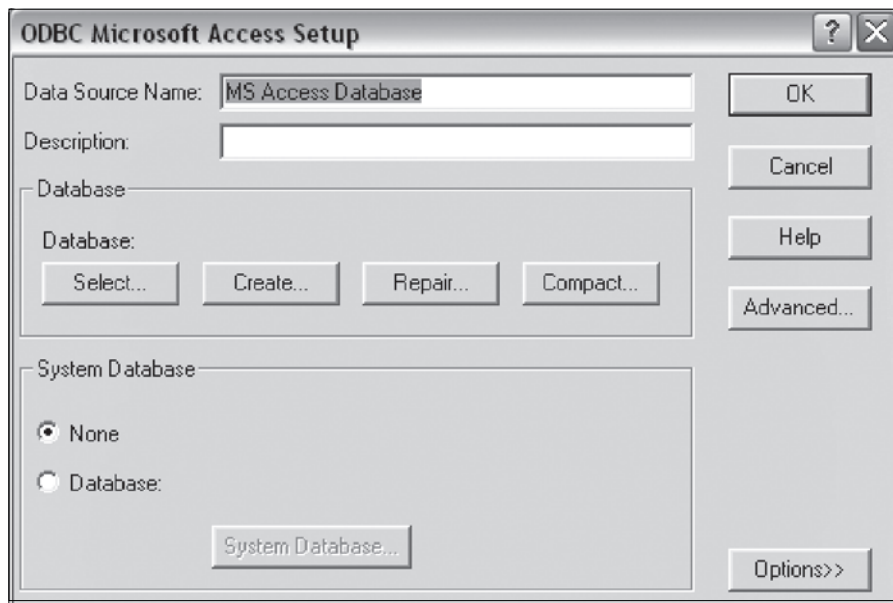 ODBC Microsoft Access Setup
Data Source Name: MS Access Database
OK
Description:
Cancel
Database
Help
Database:
Select... Create... Repair... Compact...
Advanced...
System Database
None
Database:
System Database...
Options>>